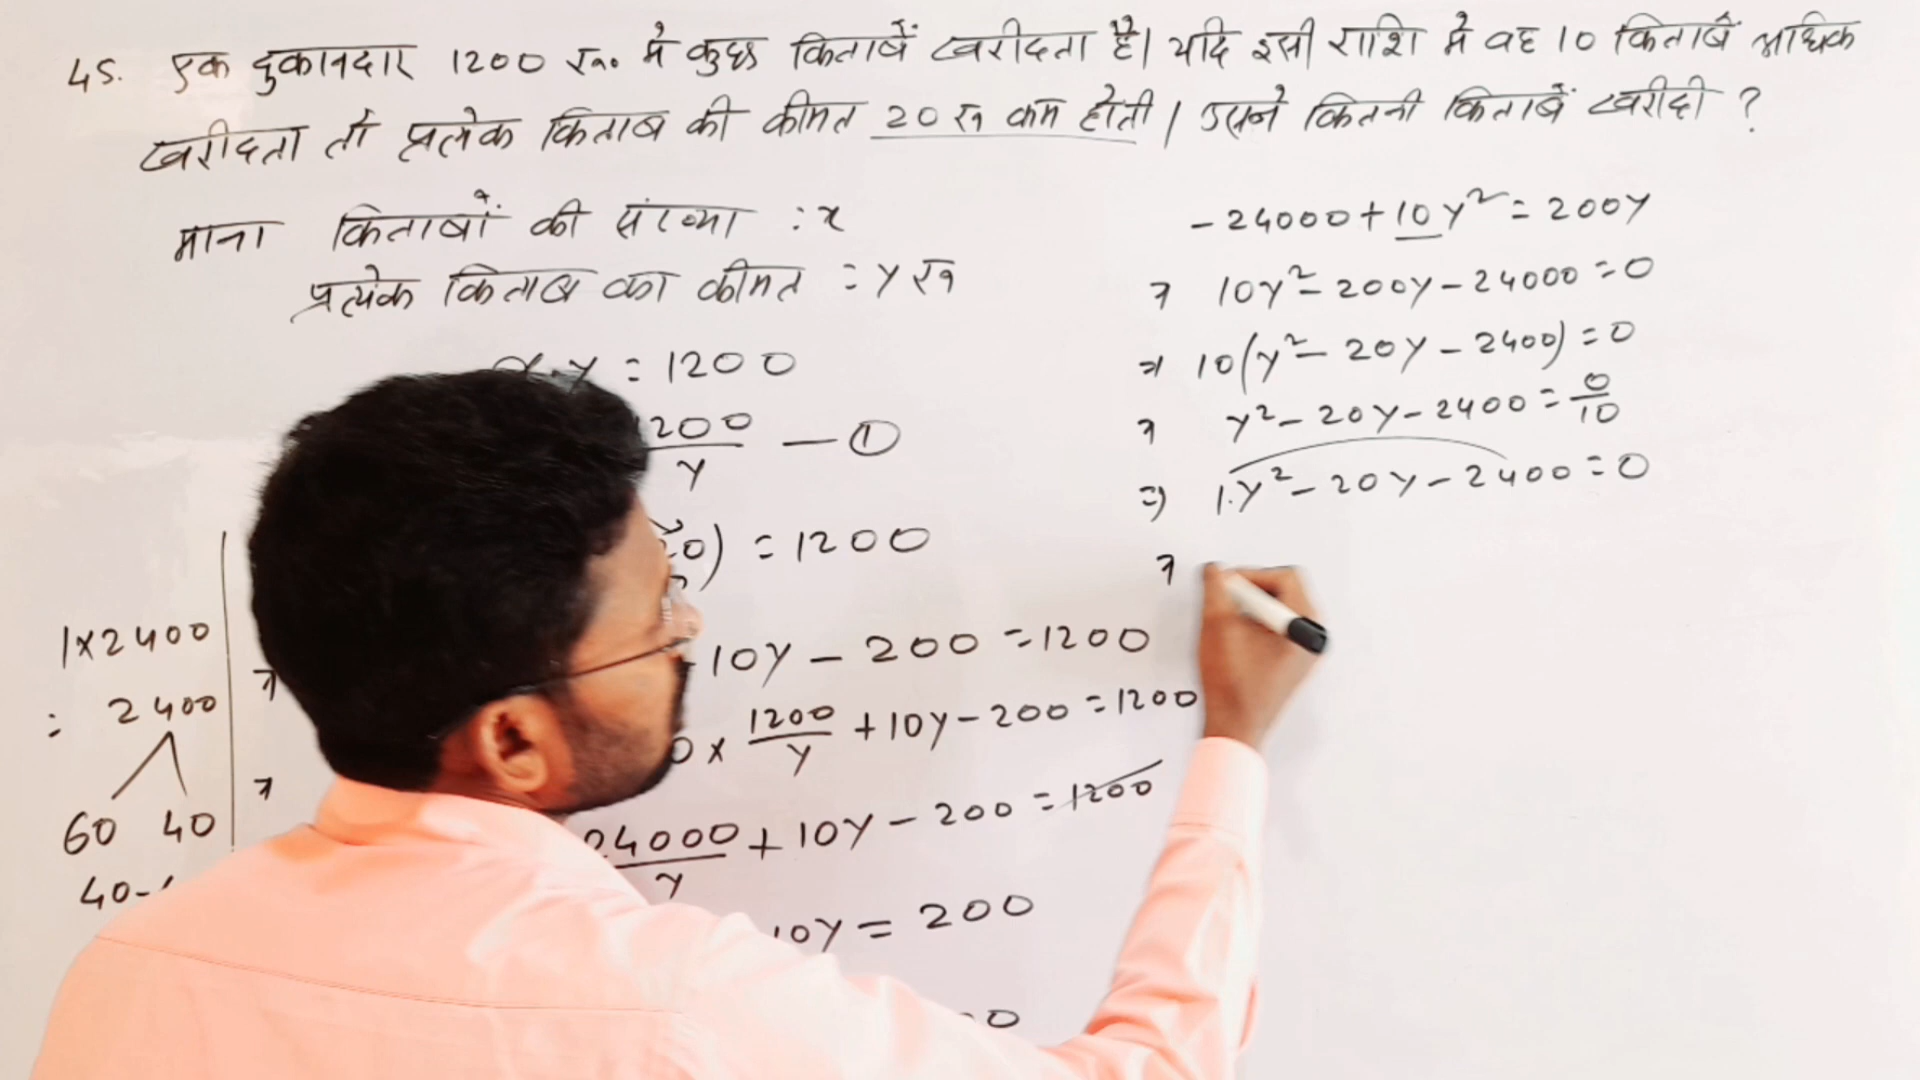 45. एक दुकानदार 1200 रु० में कुछ किताबें खरीदता है। यदि इसी राशि में वह 10 किताबें अधिक
खरीदता तो प्रत्येक किताब की कीमत 20 रु कम होती। उसने कितनी किताबें खरीदी ?
माना किताबों की संख्या : x
प्रत्येक किताब का कीमत = y रु
x.y = 1200
1200/y — ①
20) = 1200
10y - 200 = 1200
× 1200/y + 10y - 200 = 1200
24000/y + 10y - 200 = 1200
10y = 200
1×2400
= 2400
60 40
40-
-24000 + 10y² = 200y
⇒ 10y² - 200y - 24000 = 0
⇒ 10(y² - 20y - 2400) = 0
⇒ y² - 20y - 2400 = 0/10
⇒ 1.y² - 20y - 2400 = 0
⇒